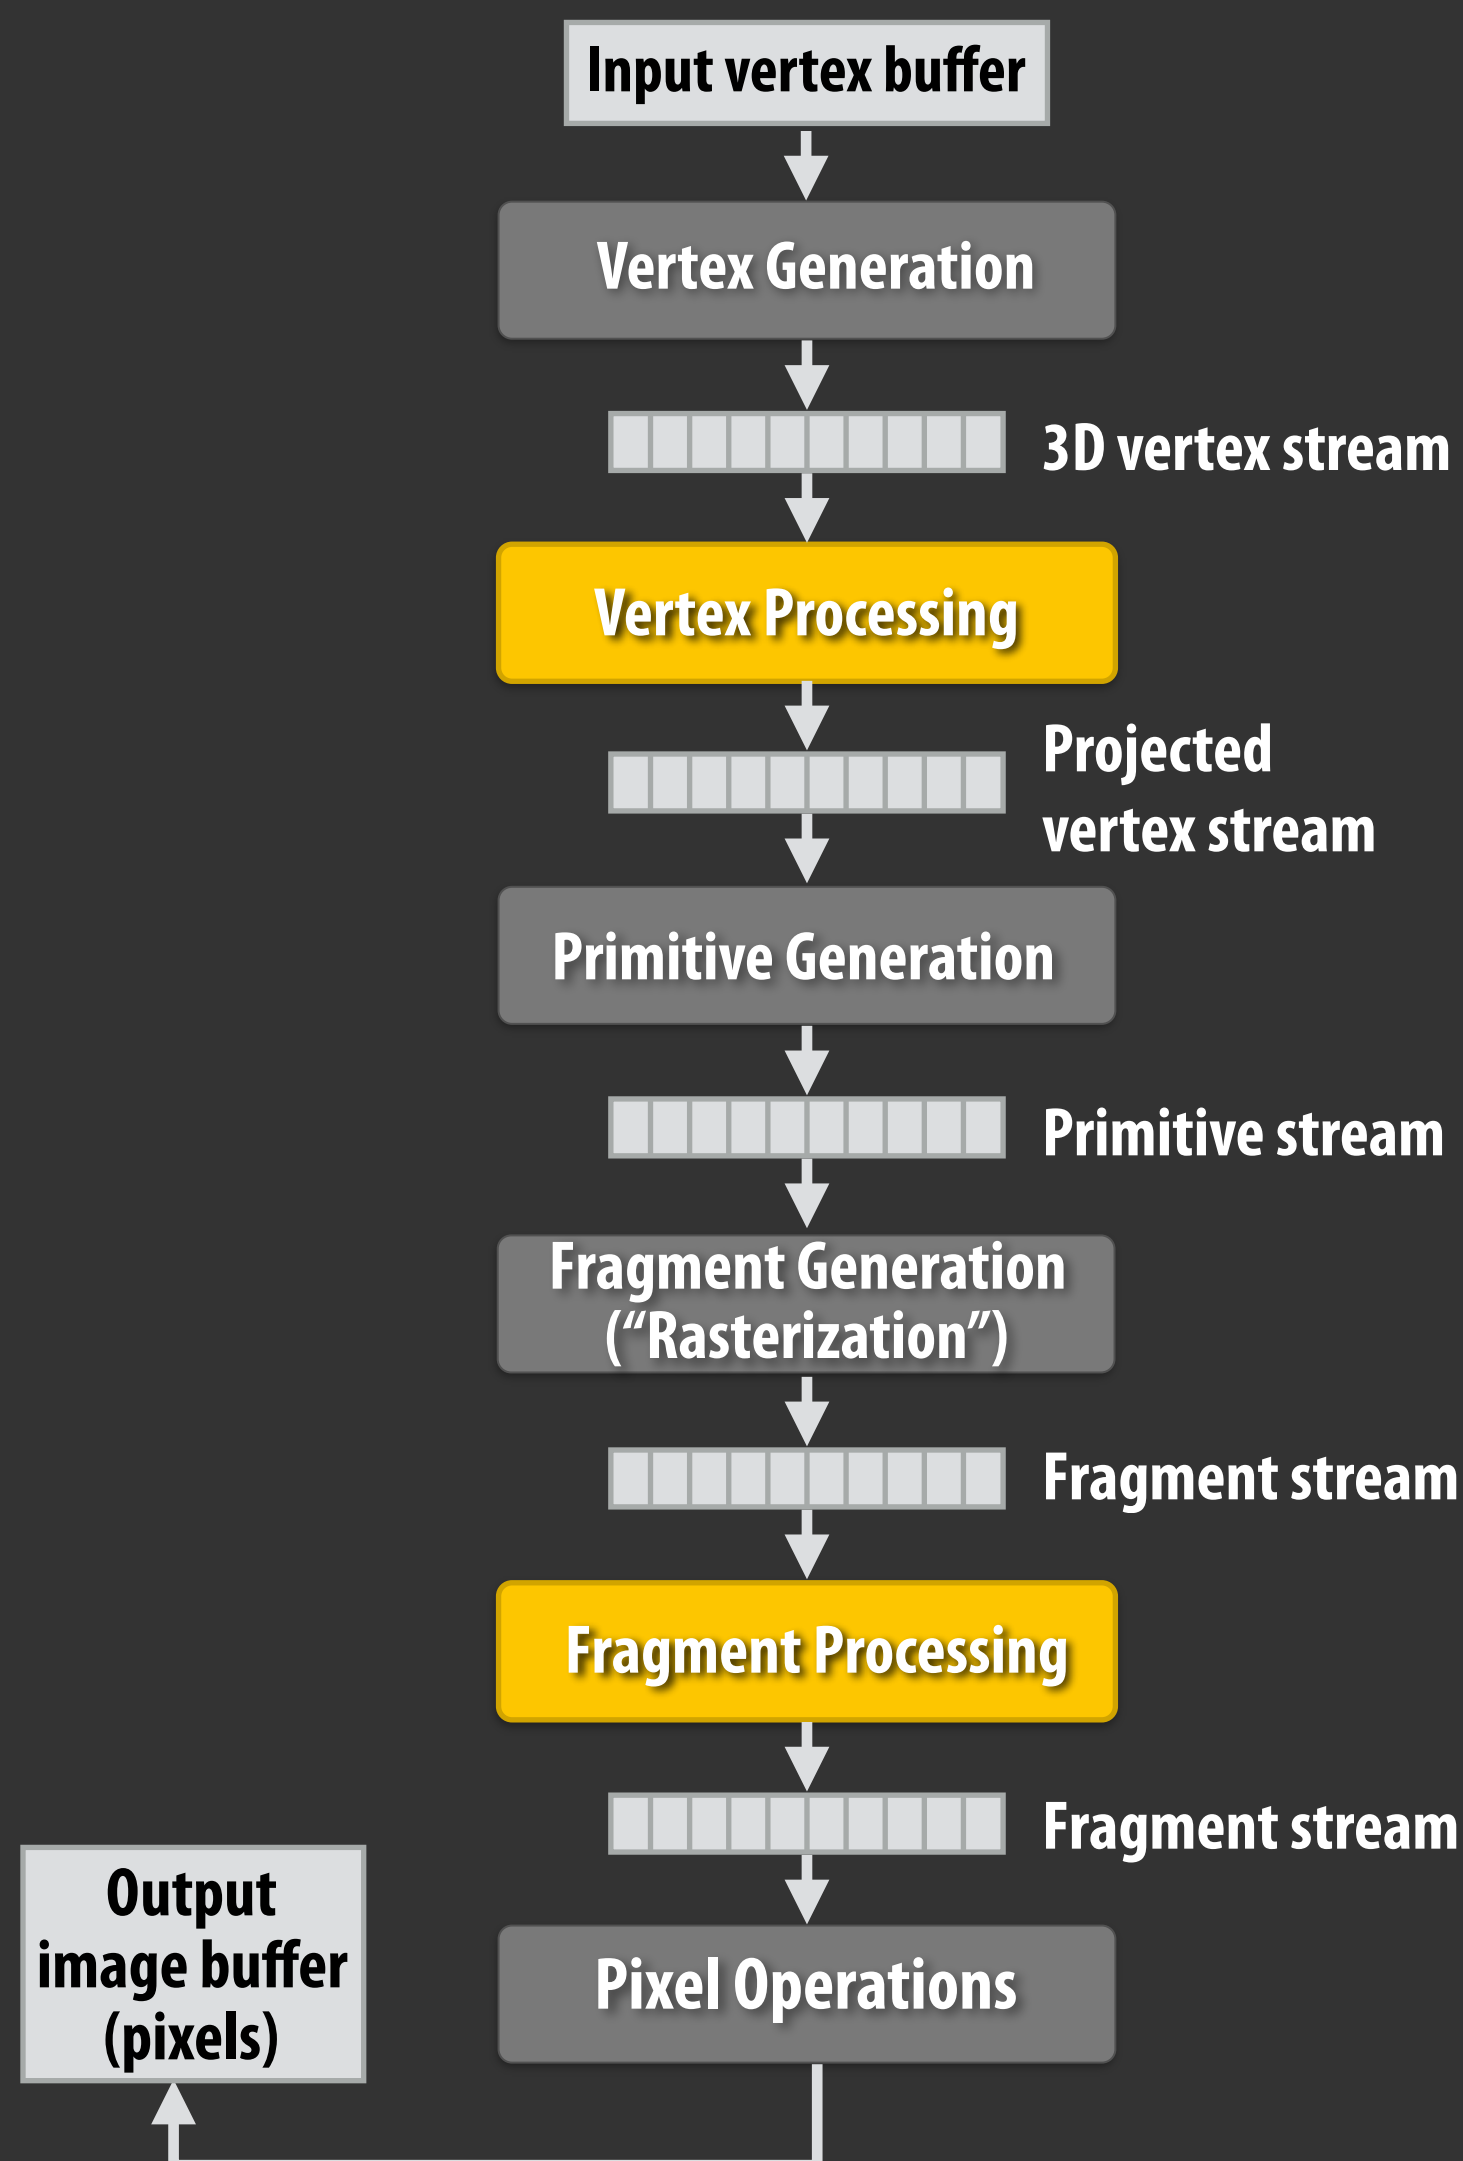 Input vertex buffer
Vertex Generation
3D vertex stream
Vertex Processing
Projected
vertex stream
Primitive Generation
Primitive stream
Fragment Generation
(“Rasterization”)
Fragment stream
Fragment Processing
Fragment stream
Pixel Operations
Output
image buffer
(pixels)